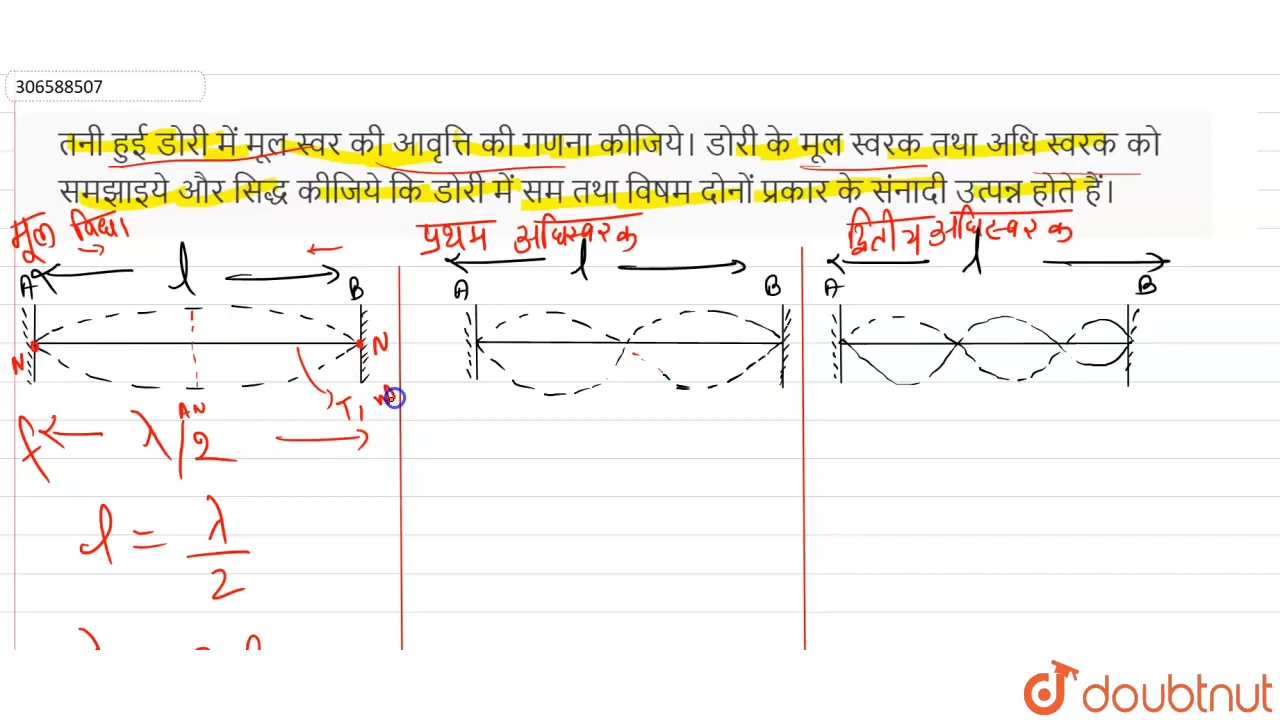 306588507
तनी हुई डोरी में मूल स्वर की आवृत्ति की गणना कीजिये। डोरी के मूल स्वरक तथा अधि स्वरक को
समझाइये और सिद्ध कीजिये कि डोरी में सम तथा विषम दोनों प्रकार के संनादी उत्पन्न होते हैं।
मूल विधा।
A l B
N N
AN
T,
λ/2
l = λ/2
प्रथम अधिस्वरक
l
A B
द्वितीय अधिस्वरक
l
A B
doubtnut